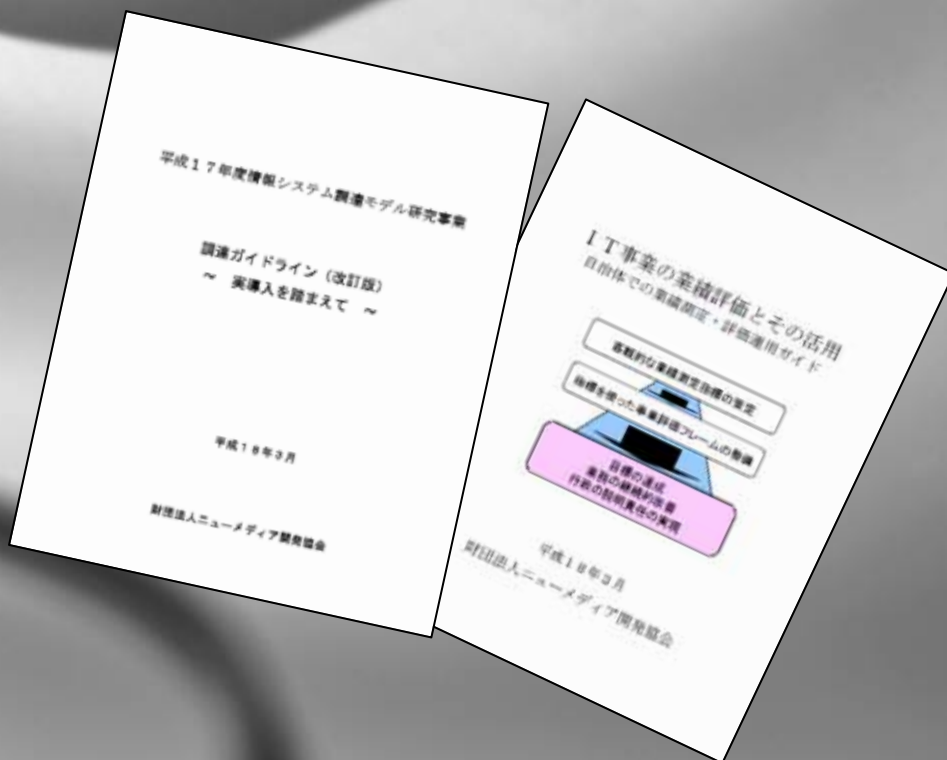 平成１７年度情報システム調達モデル研究事業
調達ガイドライン（改訂版）
～　実導入を踏まえて　～
平成１８年３月
財団法人ニューメディア開発協会
ＩＴ事業の業績評価とその活用
自治体での業績測定・評価運用ガイド
客観的な業績測定指標の策定
指標を使った事業評価フレームの整備
目標の達成
業務の継続的改善
行政の説明責任の実現
平成１８年３月
財団法人ニューメディア開発協会